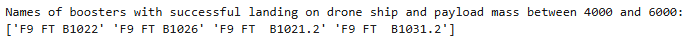 Names of boosters with successful landing on drone ship and payload mass between 4000 and 6000:
['F9 FT B1022' 'F9 FT B1026' 'F9 FT  B1021.2' 'F9 FT  B1031.2']